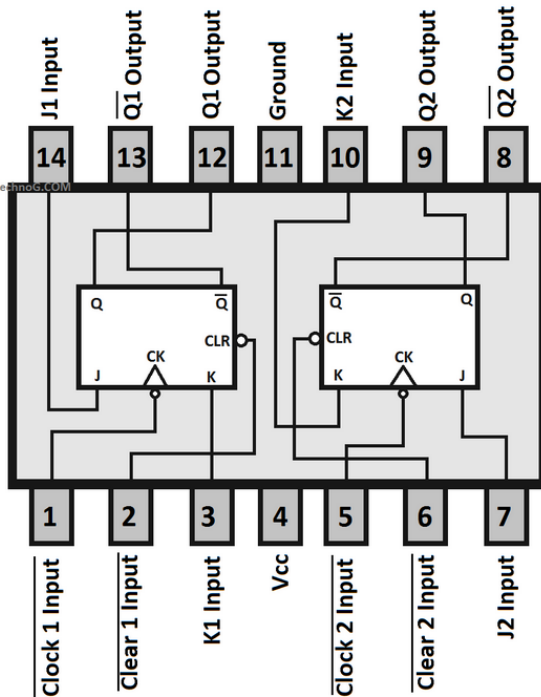 J1 Input
Q1 Output
Q1 Output
Ground
K2 Input
Q2 Output
Q2 Output
14
13
12
11
10
9
8
echnoG.COM
Q
Q
Q
Q
CLR
CLR
CK
CK
J
K
K
J
1
2
3
4
5
6
7
Clock 1 Input
Clear 1 Input
K1 Input
Vcc
Clock 2 Input
Clear 2 Input
J2 Input